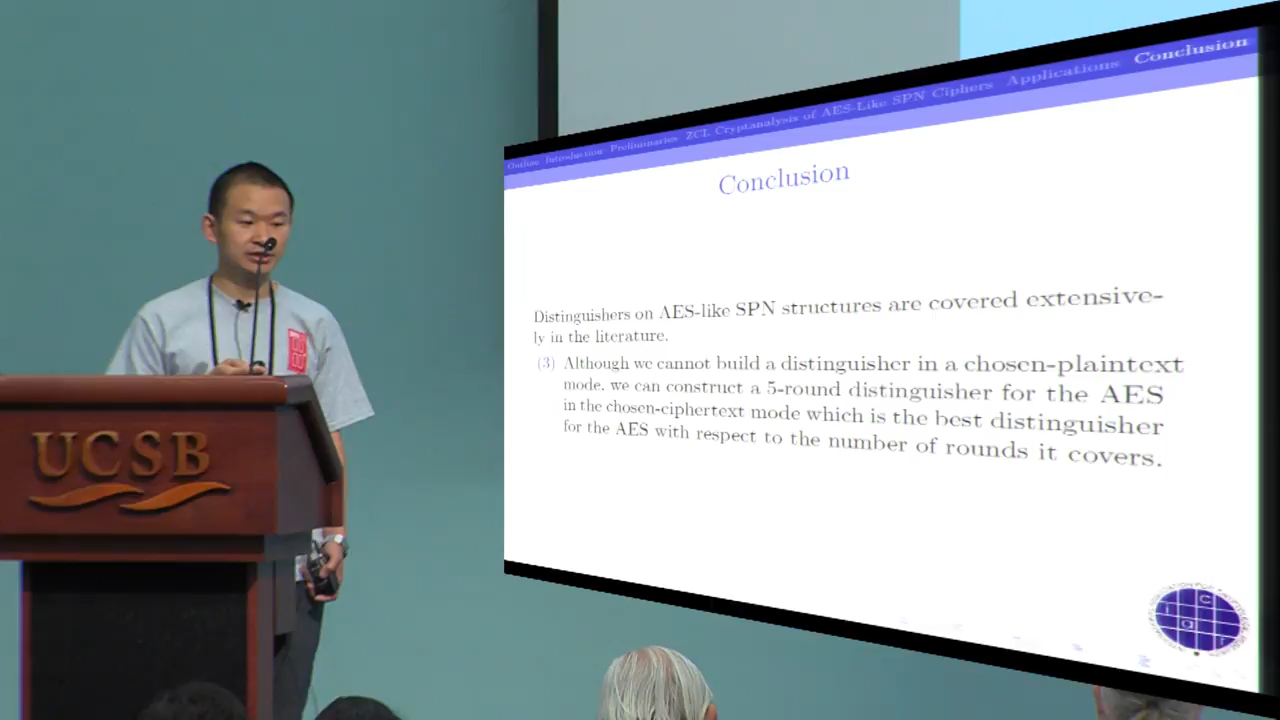 Outline Introduction Preliminaries ZCL Cryptanalysis of AES-Like SPN Ciphers Applications Conclusion
Conclusion
Distinguishers on AES-like SPN structures are covered extensive-
ly in the literature.
(3) Although we cannot build a distinguisher in a chosen-plaintext
mode, we can construct a 5-round distinguisher for the AES
in the chosen-ciphertext mode which is the best distinguisher
for the AES with respect to the number of rounds it covers.
UCSB
i a c r